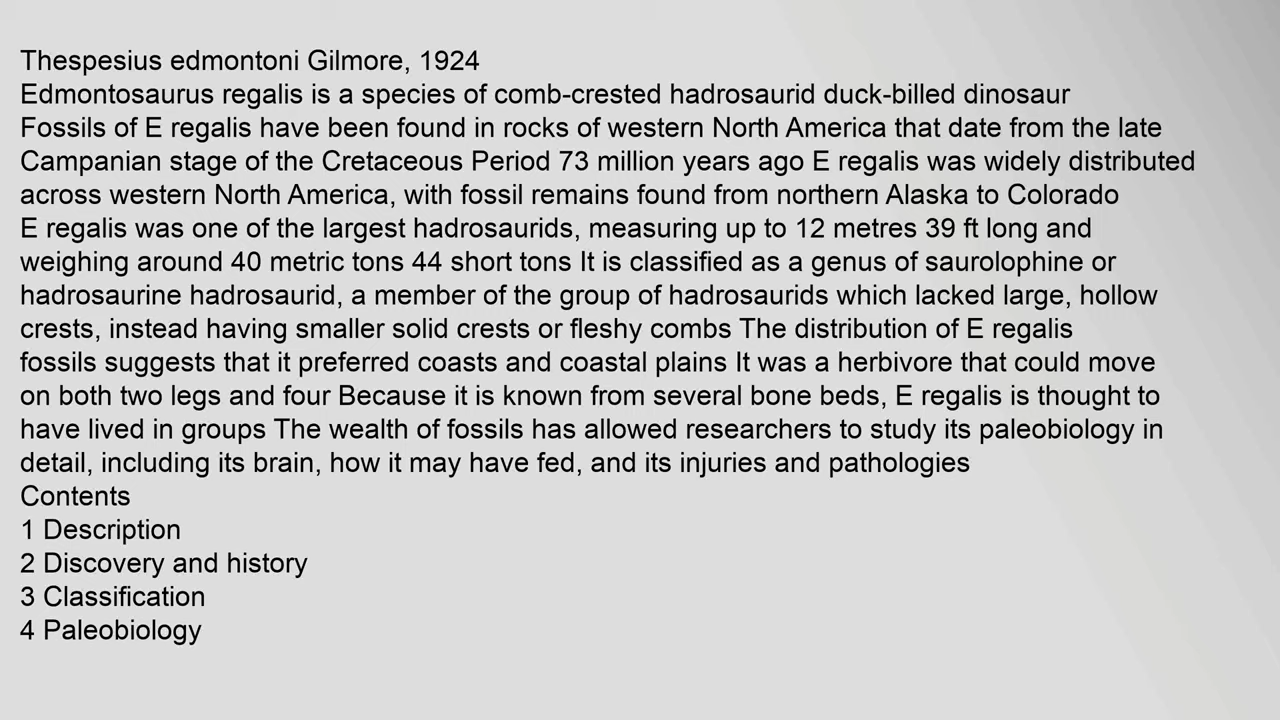 Thespesius edmontoni Gilmore, 1924
Edmontosaurus regalis is a species of comb-crested hadrosaurid duck-billed dinosaur
Fossils of E regalis have been found in rocks of western North America that date from the late
Campanian stage of the Cretaceous Period 73 million years ago E regalis was widely distributed
across western North America, with fossil remains found from northern Alaska to Colorado
E regalis was one of the largest hadrosaurids, measuring up to 12 metres 39 ft long and
weighing around 40 metric tons 44 short tons It is classified as a genus of saurolophine or
hadrosaurine hadrosaurid, a member of the group of hadrosaurids which lacked large, hollow
crests, instead having smaller solid crests or fleshy combs The distribution of E regalis
fossils suggests that it preferred coasts and coastal plains It was a herbivore that could move
on both two legs and four Because it is known from several bone beds, E regalis is thought to
have lived in groups The wealth of fossils has allowed researchers to study its paleobiology in
detail, including its brain, how it may have fed, and its injuries and pathologies
Contents
1 Description
2 Discovery and history
3 Classification
4 Paleobiology